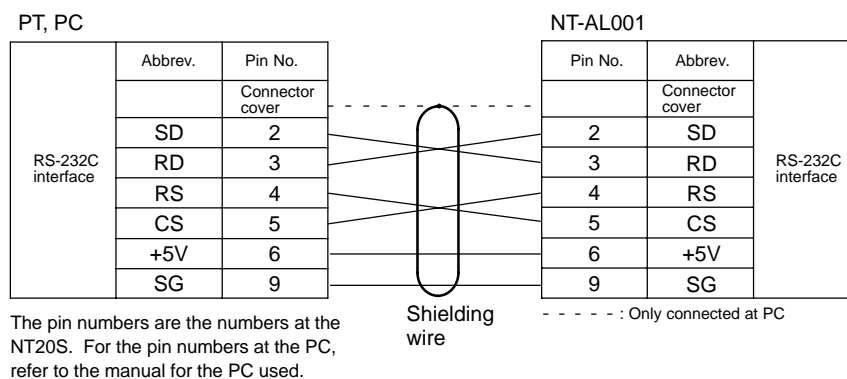 PT, PC
NT-AL001
Abbrev. Pin No.
Pin No. Abbrev.
Connector
cover
Connector
cover
SD 2
2 SD
RD 3
3 RD
RS-232C
interface
RS-232C
interface
RS 4
4 RS
CS 5
5 CS
+5V 6
6 +5V
SG 9
9 SG
Shielding
wire
- - - - - : Only connected at PC
The pin numbers are the numbers at the
NT20S. For the pin numbers at the PC,
refer to the manual for the PC used.